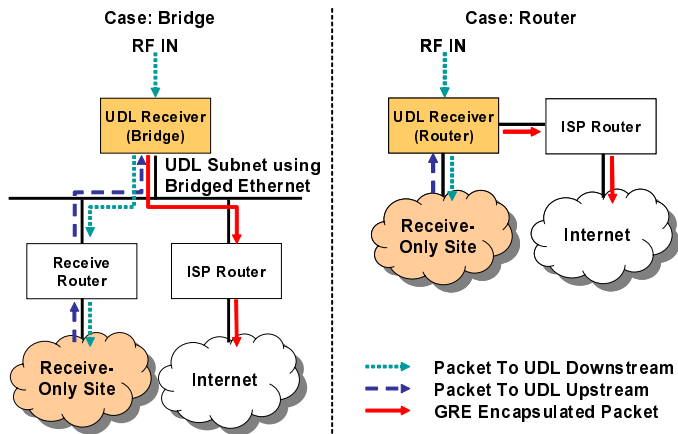 Case: Bridge
RF IN
UDL Receiver
(Bridge)
UDL Subnet using
Bridged Ethernet
Receive
Router
ISP Router
Receive-
Only Site
Internet
Case: Router
RF IN
UDL Receiver
(Router)
ISP Router
Receive-
Only Site
Internet
Packet To UDL Downstream
Packet To UDL Upstream
GRE Encapsulated Packet